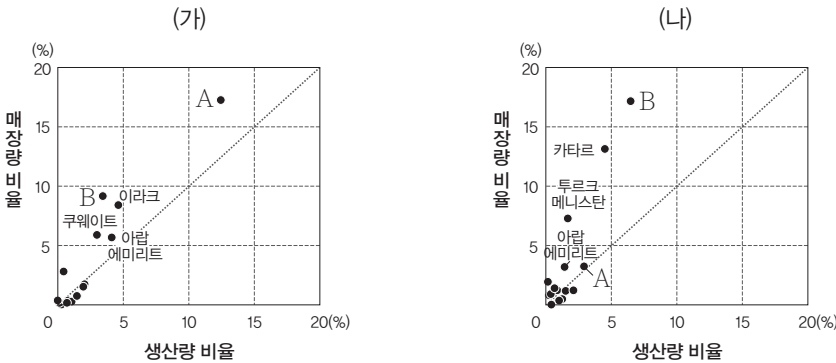 (가)
(%)
20
15
10
5
0
5
10
15
20(%)
매장량 비율
생산량 비율
A
B
이라크
쿠웨이트
아랍
에미리트
(나)
(%)
20
15
10
5
0
5
10
15
20(%)
매장량 비율
생산량 비율
B
카타르
투르크
메니스탄
아랍
에미리트
A